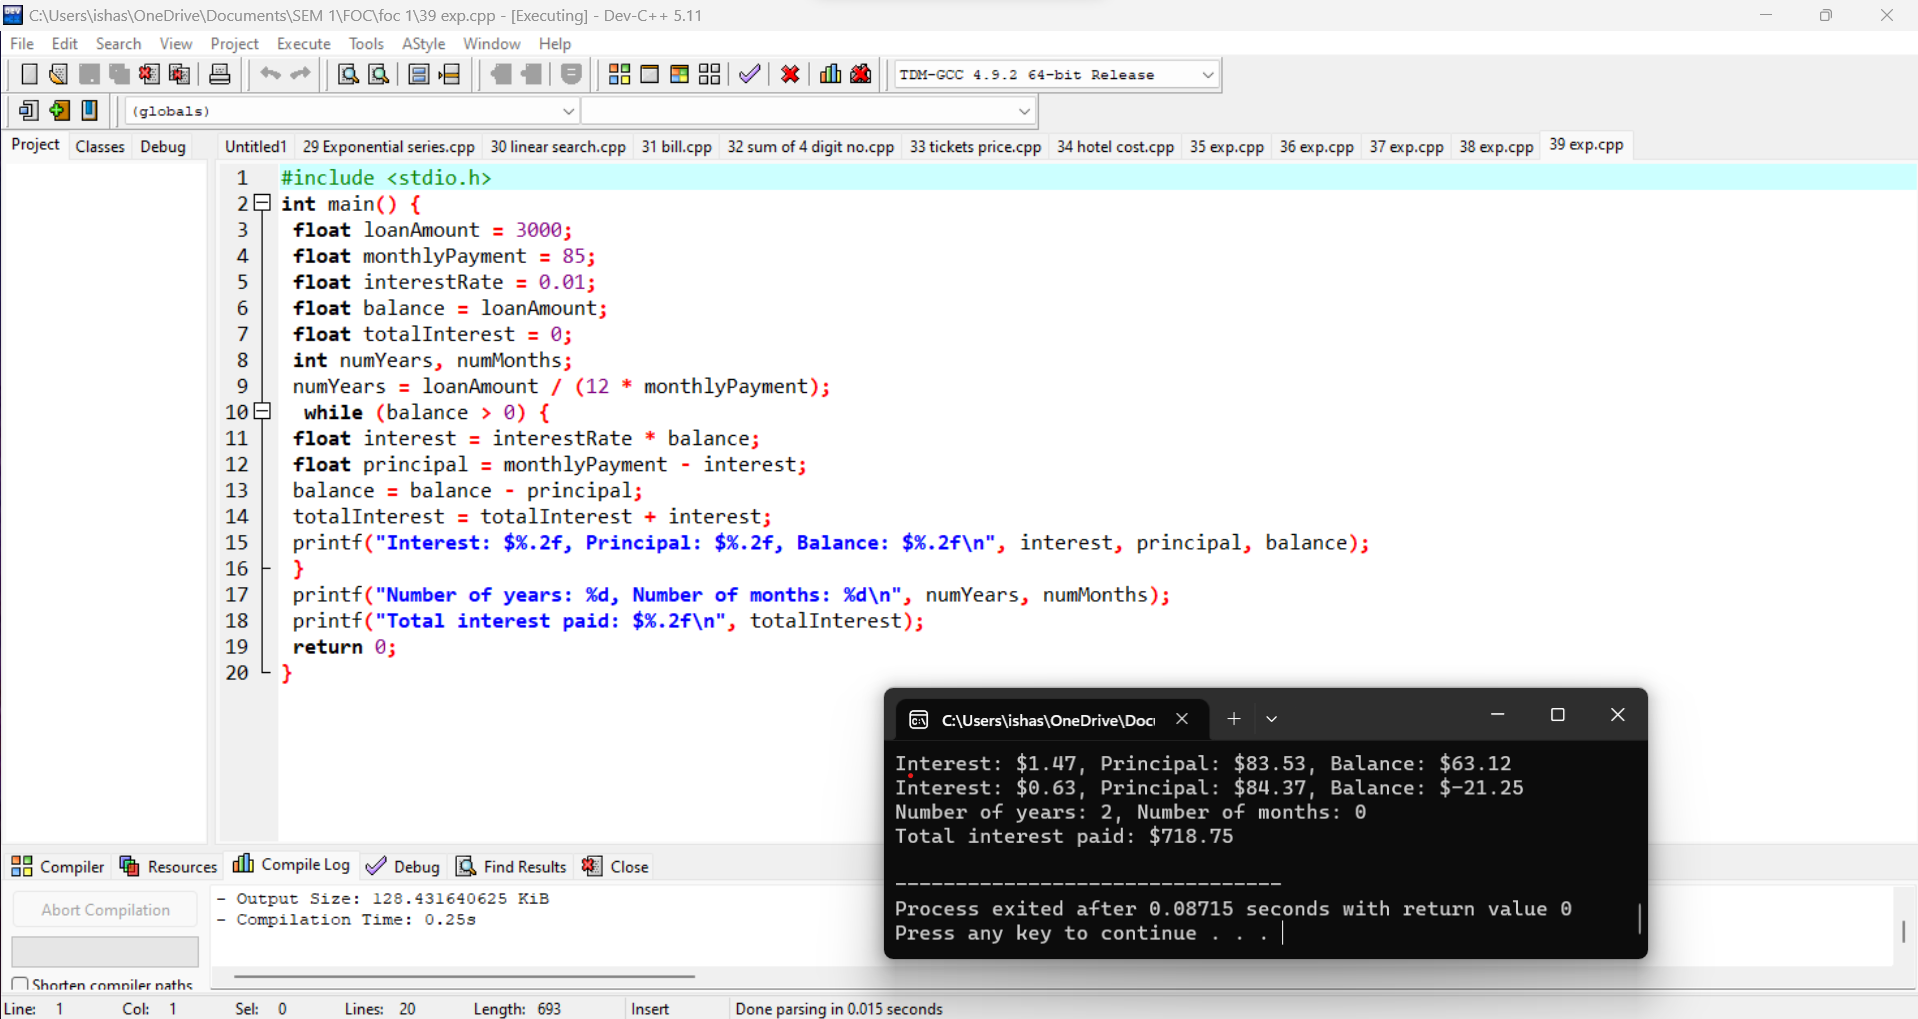 C:\Users\ishas\OneDrive\Documents\SEM 1\FOC\foc 1\39 exp.cpp - [Executing] - Dev-C++ 5.11
File Edit Search View Project Execute Tools AStyle Window Help
TDM-GCC 4.9.2 64-bit Release
(globals)
Project Classes Debug
Untitled1 29 Exponential series.cpp 30 linear search.cpp 31 bill.cpp 32 sum of 4 digit no.cpp 33 tickets price.cpp 34 hotel cost.cpp 35 exp.cpp 36 exp.cpp 37 exp.cpp 38 exp.cpp 39 exp.cpp
1 #include <stdio.h>
2 int main() {
3 float loanAmount = 3000;
4 float monthlyPayment = 85;
5 float interestRate = 0.01;
6 float balance = loanAmount;
7 float totalInterest = 0;
8 int numYears, numMonths;
9 numYears = loanAmount / (12 * monthlyPayment);
10 while (balance > 0) {
11 float interest = interestRate * balance;
12 float principal = monthlyPayment - interest;
13 balance = balance - principal;
14 totalInterest = totalInterest + interest;
15 printf("Interest: $%.2f, Principal: $%.2f, Balance: $%.2f\n", interest, principal, balance);
16 }
17 printf("Number of years: %d, Number of months: %d\n", numYears, numMonths);
18 printf("Total interest paid: $%.2f\n", totalInterest);
19 return 0;
20 }
C:\Users\ishas\OneDrive\Doc
Interest: $1.47, Principal: $83.53, Balance: $63.12
Interest: $0.63, Principal: $84.37, Balance: $-21.25
Number of years: 2, Number of months: 0
Total interest paid: $718.75
--------------------------------
Process exited after 0.08715 seconds with return value 0
Press any key to continue . . .
Compiler Resources Compile Log Debug Find Results Close
Abort Compilation
Shorten compiler paths
- Output Size: 128.431640625 KiB
- Compilation Time: 0.25s
Line: 1 Col: 1 Sel: 0 Lines: 20 Length: 693 Insert Done parsing in 0.015 seconds